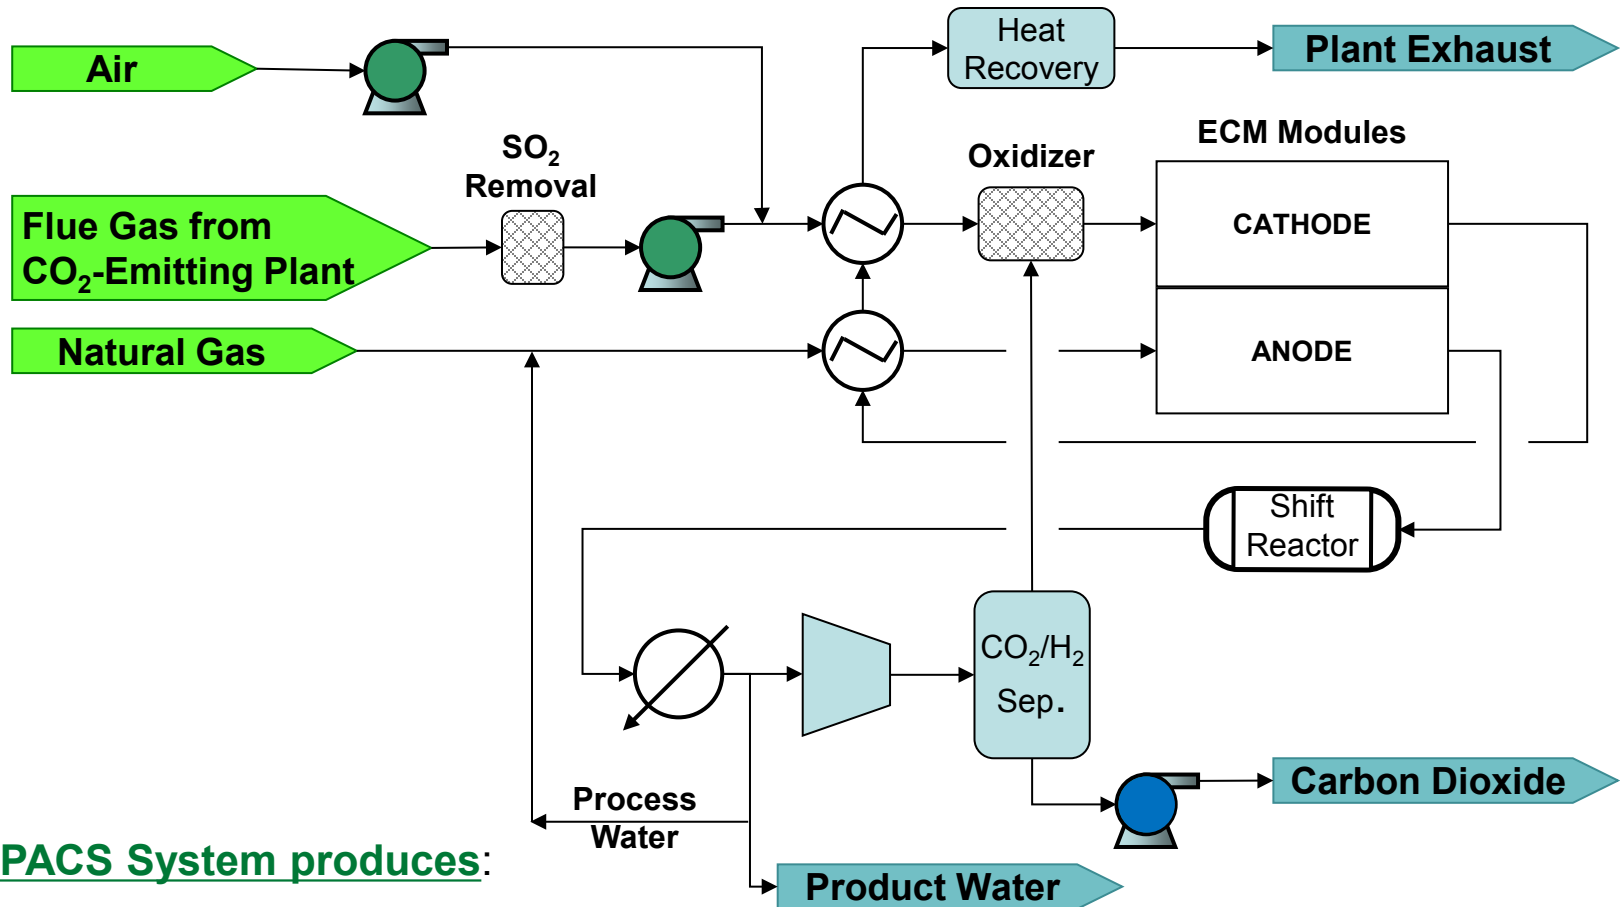 Air
Heat
Recovery
Plant Exhaust
SO₂
Removal
Oxidizer
ECM Modules
Flue Gas from
CO₂-Emitting Plant
CATHODE
Natural Gas
ANODE
Shift
Reactor
CO₂/H₂
Sep.
Process
Water
Carbon Dioxide
PACS System produces:
Product Water